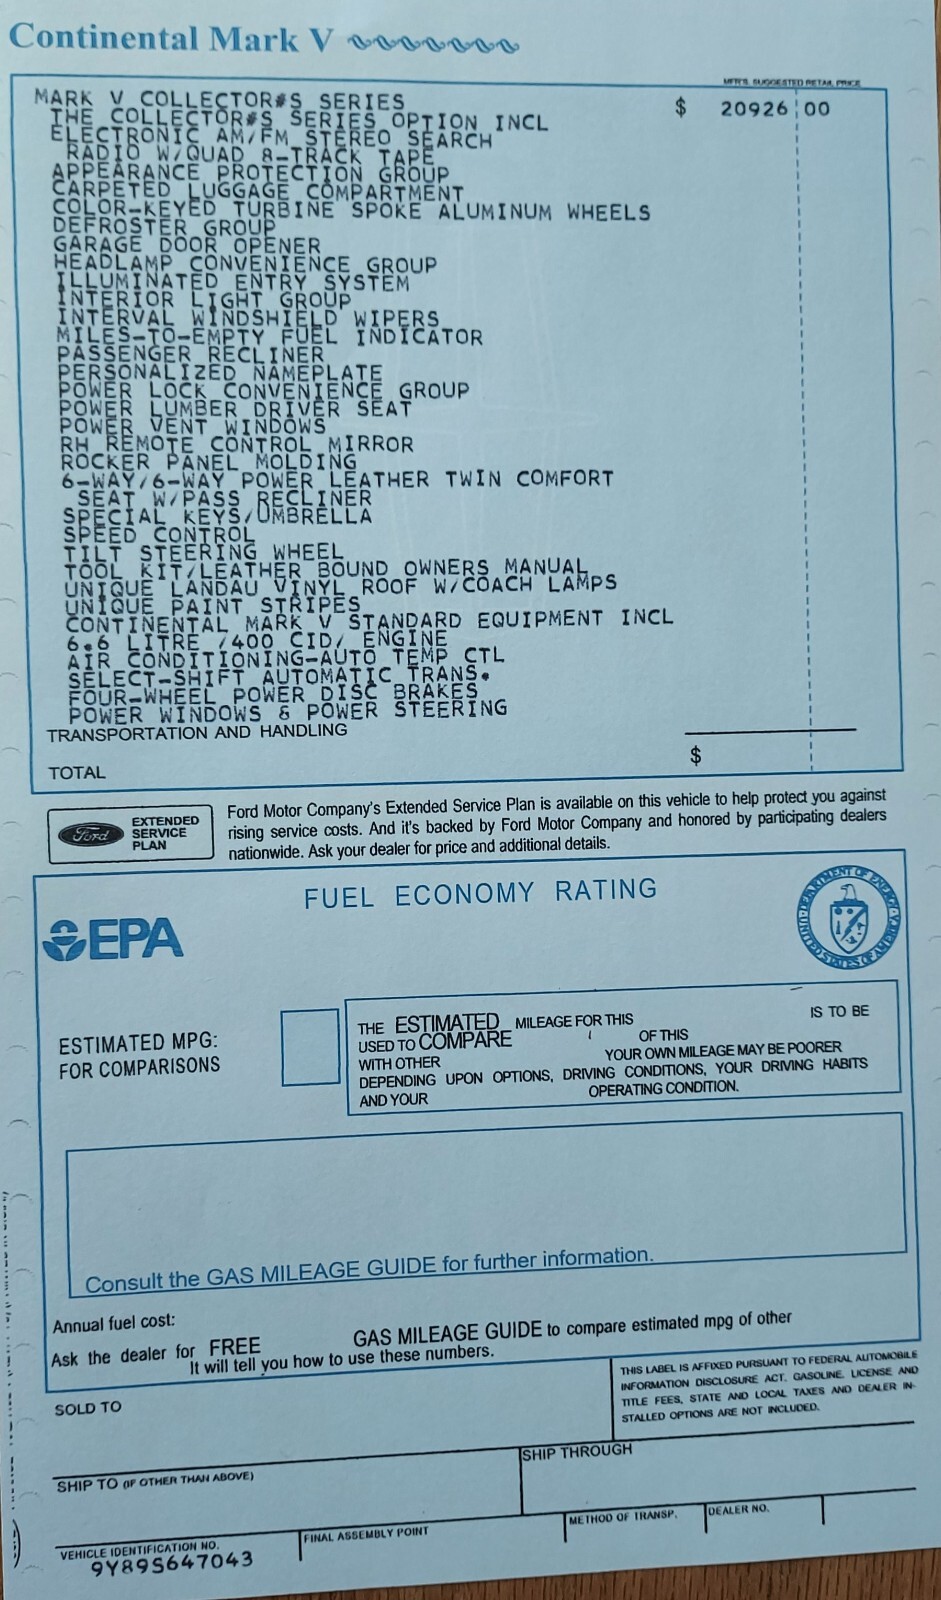 Continental Mark V
MFR'S. SUGGESTED RETAIL PRICE
MARK V COLLECTOR#S SERIES $ 20926 00
THE COLLECTOR#S SERIES OPTION INCL
ELECTRONIC AM/FM STEREO SEARCH
RADIO W/QUAD 8-TRACK TAPE
APPEARANCE PROTECTION GROUP
CARPETED LUGGAGE COMPARTMENT
COLOR-KEYED TURBINE SPOKE ALUMINUM WHEELS
DEFROSTER GROUP
GARAGE DOOR OPENER
HEADLAMP CONVENIENCE GROUP
ILLUMINATED ENTRY SYSTEM
INTERIOR LIGHT GROUP
INTERVAL WINDSHIELD WIPERS
MILES-TO-EMPTY FUEL INDICATOR
PASSENGER RECLINER
PERSONALIZED NAMEPLATE
POWER LOCK CONVENIENCE GROUP
POWER LUMBER DRIVER SEAT
POWER VENT WINDOWS
RH REMOTE CONTROL MIRROR
ROCKER PANEL MOLDING
6-WAY/6-WAY POWER LEATHER TWIN COMFORT
SEAT W/PASS RECLINER
SPECIAL KEYS/UMBRELLA
SPEED CONTROL
TILT STEERING WHEEL
TOOL KIT/LEATHER BOUND OWNERS MANUAL
UNIQUE LANDAU VINYL ROOF W/COACH LAMPS
UNIQUE PAINT STRIPES
CONTINENTAL MARK V STANDARD EQUIPMENT INCL
6.6 LITRE /400 CID/ ENGINE
AIR CONDITIONING-AUTO TEMP CTL
SELECT-SHIFT AUTOMATIC TRANS.
FOUR-WHEEL POWER DISC BRAKES
POWER WINDOWS & POWER STEERING
TRANSPORTATION AND HANDLING
TOTAL $
Ford EXTENDED
SERVICE
PLAN
Ford Motor Company's Extended Service Plan is available on this vehicle to help protect you against
rising service costs. And it's backed by Ford Motor Company and honored by participating dealers
nationwide. Ask your dealer for price and additional details.
FUEL ECONOMY RATING
EPA
DEPARTMENT OF ENERGY
UNITED STATES OF AMERICA
ESTIMATED MPG:
FOR COMPARISONS
THE ESTIMATED MILEAGE FOR THIS IS TO BE
USED TO COMPARE OF THIS
WITH OTHER YOUR OWN MILEAGE MAY BE POORER
DEPENDING UPON OPTIONS, DRIVING CONDITIONS, YOUR DRIVING HABITS
AND YOUR OPERATING CONDITION.
Consult the GAS MILEAGE GUIDE for further information.
Annual fuel cost:
Ask the dealer for FREE GAS MILEAGE GUIDE to compare estimated mpg of other
It will tell you how to use these numbers.
THIS LABEL IS AFFIXED PURSUANT TO FEDERAL AUTOMOBILE
INFORMATION DISCLOSURE ACT. GASOLINE, LICENSE AND
TITLE FEES, STATE AND LOCAL TAXES AND DEALER IN-
STALLED OPTIONS ARE NOT INCLUDED.
SOLD TO
SHIP TO (IF OTHER THAN ABOVE)
SHIP THROUGH
VEHICLE IDENTIFICATION NO.
9Y89S647043
FINAL ASSEMBLY POINT
METHOD OF TRANSP.
DEALER NO.